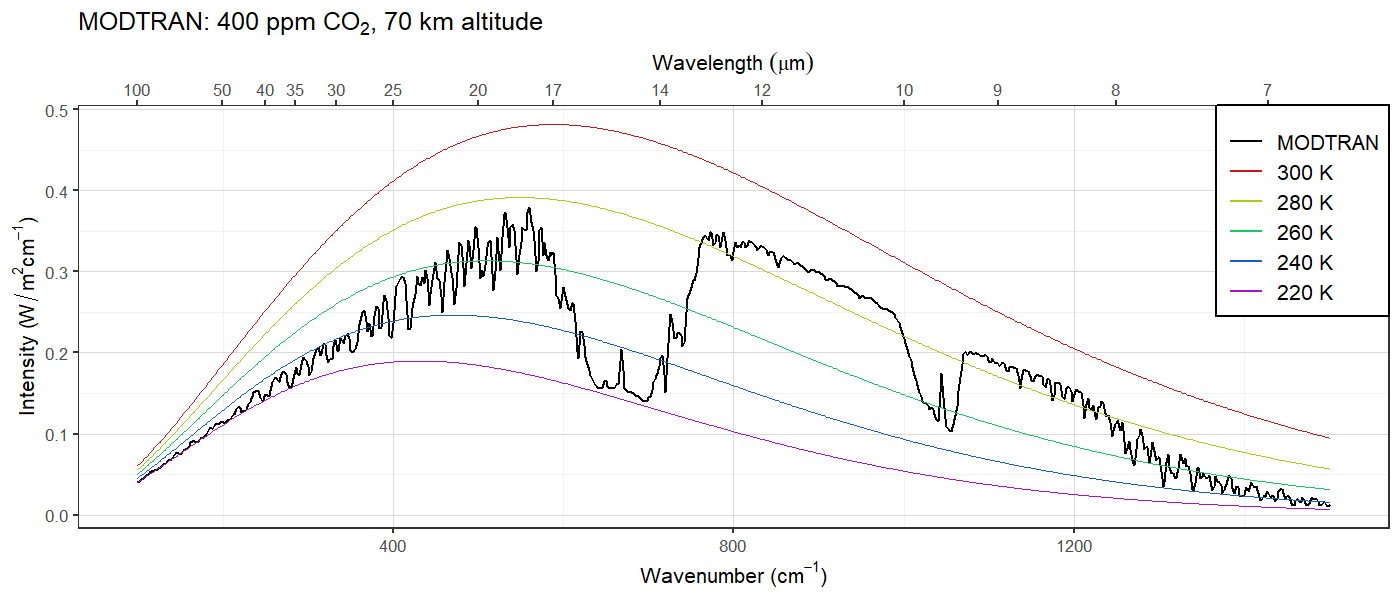 MODTRAN: 400 ppm CO₂, 70 km altitude
Wavelength (μm)
100 50 40 35 30 25 20 17 14 12 10 9 8 7
0.5
0.4
0.3
0.2
0.1
0.0
Intensity (W/m²cm⁻¹)
MODTRAN
300 K
280 K
260 K
240 K
220 K
400 800 1200
Wavenumber (cm⁻¹)